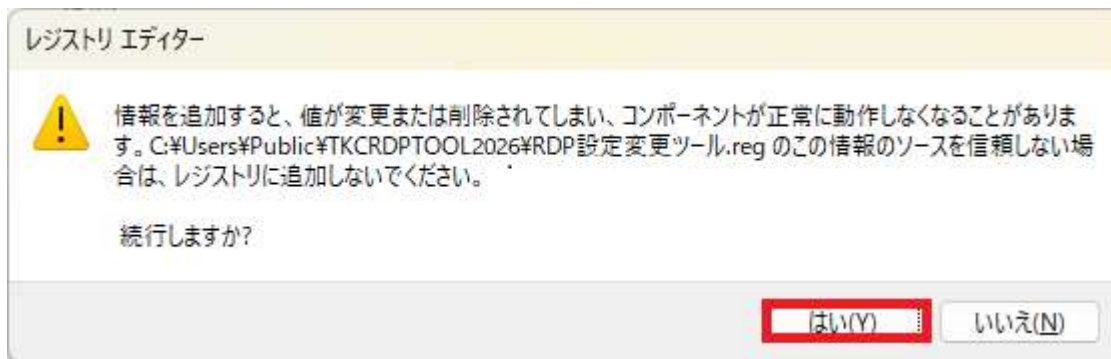 レジストリ エディター
情報を追加すると、値が変更または削除されてしまい、コンポーネントが正常に動作しなくなることがありま
す。C:¥Users¥Public¥TKCRDPTOOL2026¥RDP設定変更ツール.reg のこの情報のソースを信頼しない場
合は、レジストリに追加しないでください。
続行しますか?
はい(Y)
いいえ(N)